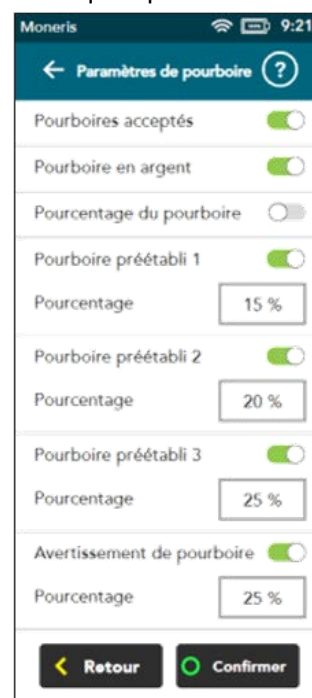 Moneris 9:21
Paramètres de pourboire ?
Pourboires acceptés
Pourboire en argent
Pourcentage du pourboire
Pourboire préétabli 1
Pourcentage 15 %
Pourboire préétabli 2
Pourcentage 20 %
Pourboire préétabli 3
Pourcentage 25 %
Avertissement de pourboire
Pourcentage 25 %
Retour Confirmer